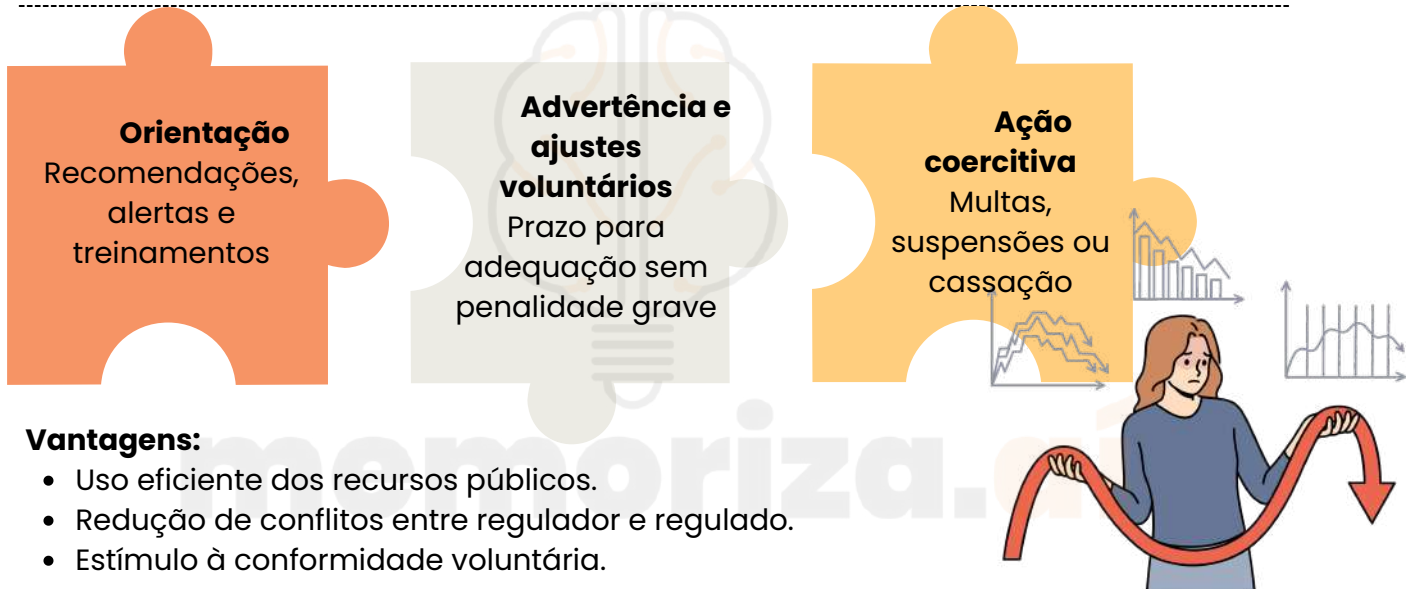 Orientação
Recomendações,
alertas e
treinamentos
Advertência e
ajustes
voluntários
Prazo para
adequação sem
penalidade grave
Ação
coercitiva
Multas,
suspensões ou
cassação
Vantagens:
• Uso eficiente dos recursos públicos.
• Redução de conflitos entre regulador e regulado.
• Estímulo à conformidade voluntária.
memoriza.aí